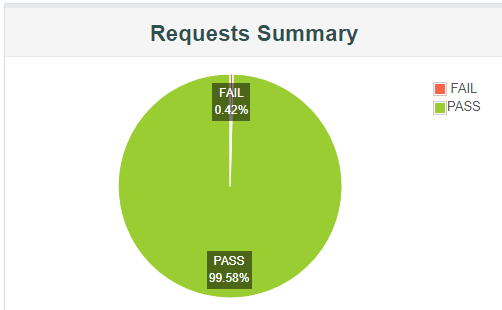 Requests Summary
FAIL
0.42%
FAIL
PASS
PASS
99.58%